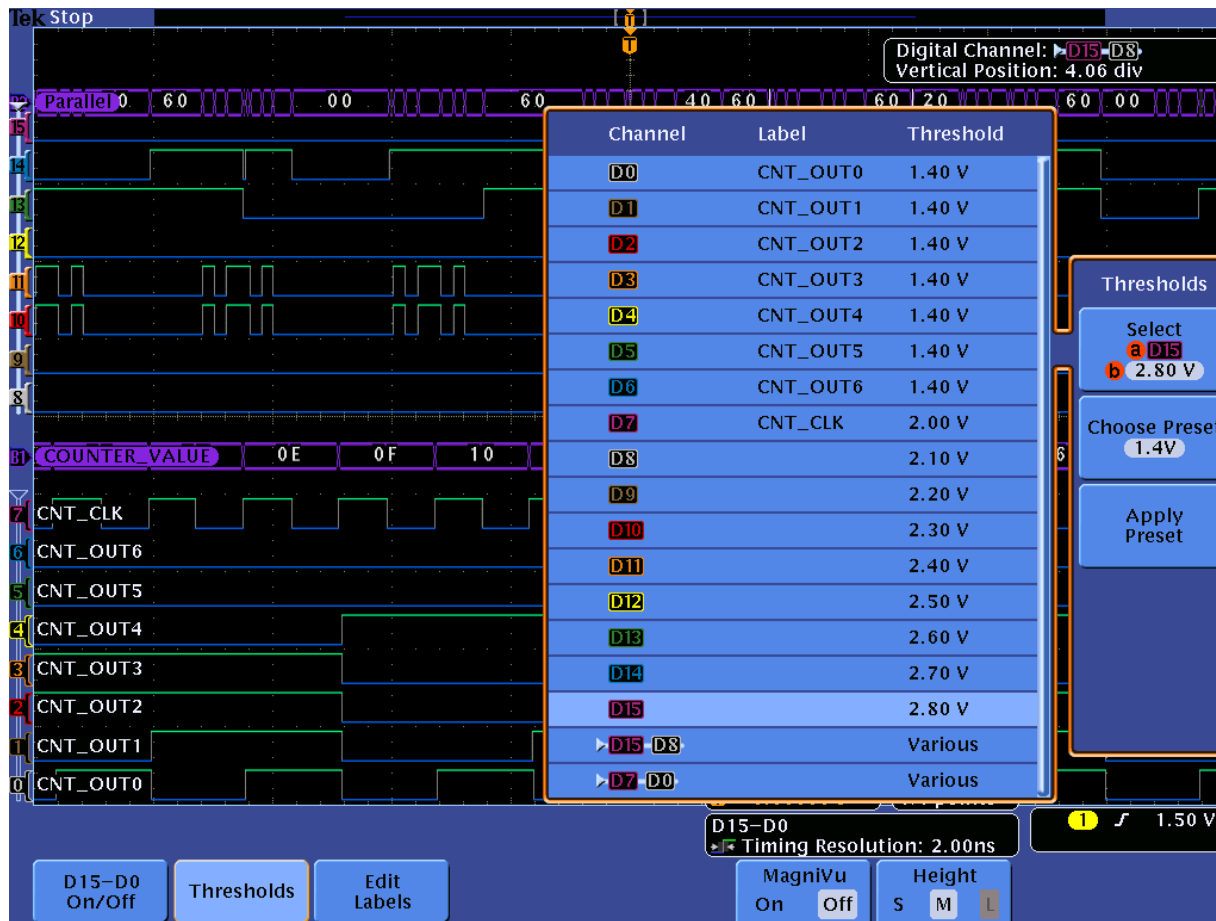 Tek Stop
T
T
Digital Channel: D15-D8
Vertical Position: 4.06 div
Parallel 0 60 00 60 40 60 60 20 60 00
15
14
13
12
11
10
9
8
Channel Label Threshold
D0 CNT_OUT0 1.40 V
D1 CNT_OUT1 1.40 V
D2 CNT_OUT2 1.40 V
D3 CNT_OUT3 1.40 V
D4 CNT_OUT4 1.40 V
D5 CNT_OUT5 1.40 V
D6 CNT_OUT6 1.40 V
D7 CNT_CLK 2.00 V
D8 2.10 V
D9 2.20 V
D10 2.30 V
D11 2.40 V
D12 2.50 V
D13 2.60 V
D14 2.70 V
D15 2.80 V
D15-D8 Various
D7-D0 Various
Thresholds
Select
a D15
b 2.80 V
Choose Preset
1.4V
Apply
Preset
B1 COUNTER_VALUE 0E 0F 10 6
7 CNT_CLK
6 CNT_OUT6
5 CNT_OUT5
4 CNT_OUT4
3 CNT_OUT3
2 CNT_OUT2
1 CNT_OUT1
0 CNT_OUT0
D15-D0
Timing Resolution: 2.00ns
1 1.50 V
D15-D0
On/Off
Thresholds
Edit
Labels
MagniVu
On Off
Height
S M L